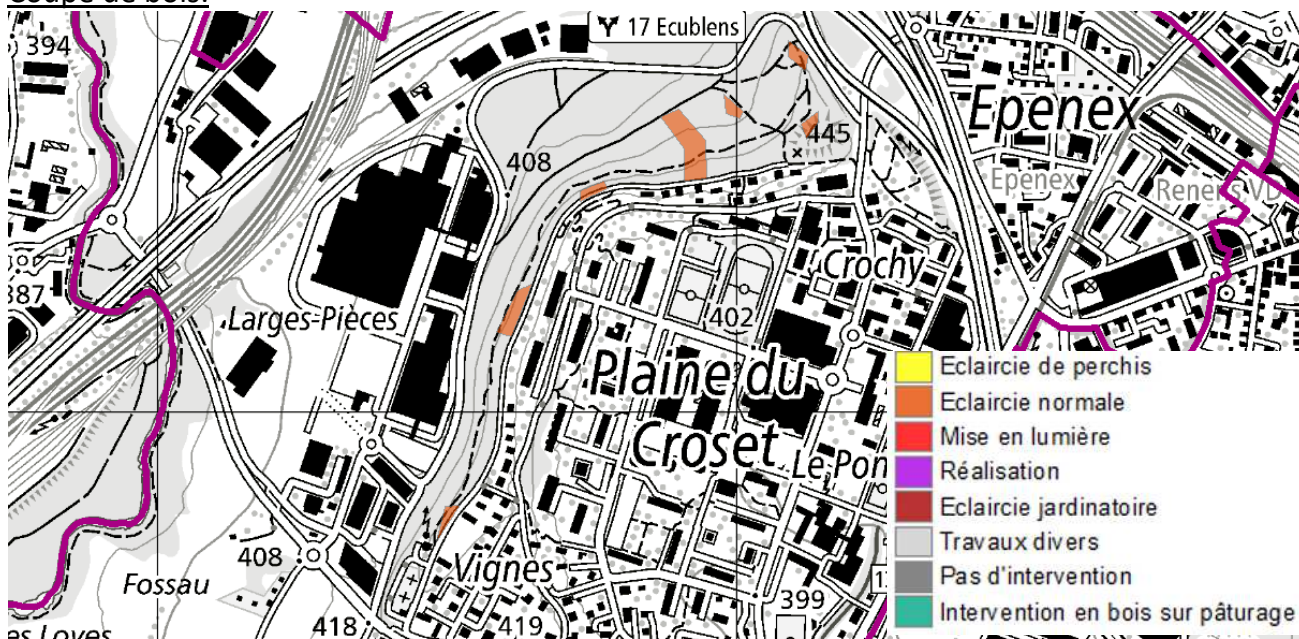 Coupe de bois:
394
17 Ecublens
Epenex
445
408
Epenex
Renens VD
387
Crochy
Larges-Pièces
402
Plaine du
Croset
Le Pon
408
Vignes
Fossau
399
418
419
es Loves
Eclaircie de perchis
Eclaircie normale
Mise en lumière
Réalisation
Eclaircie jardinatoire
Travaux divers
Pas d'intervention
Intervention en bois sur pâturage